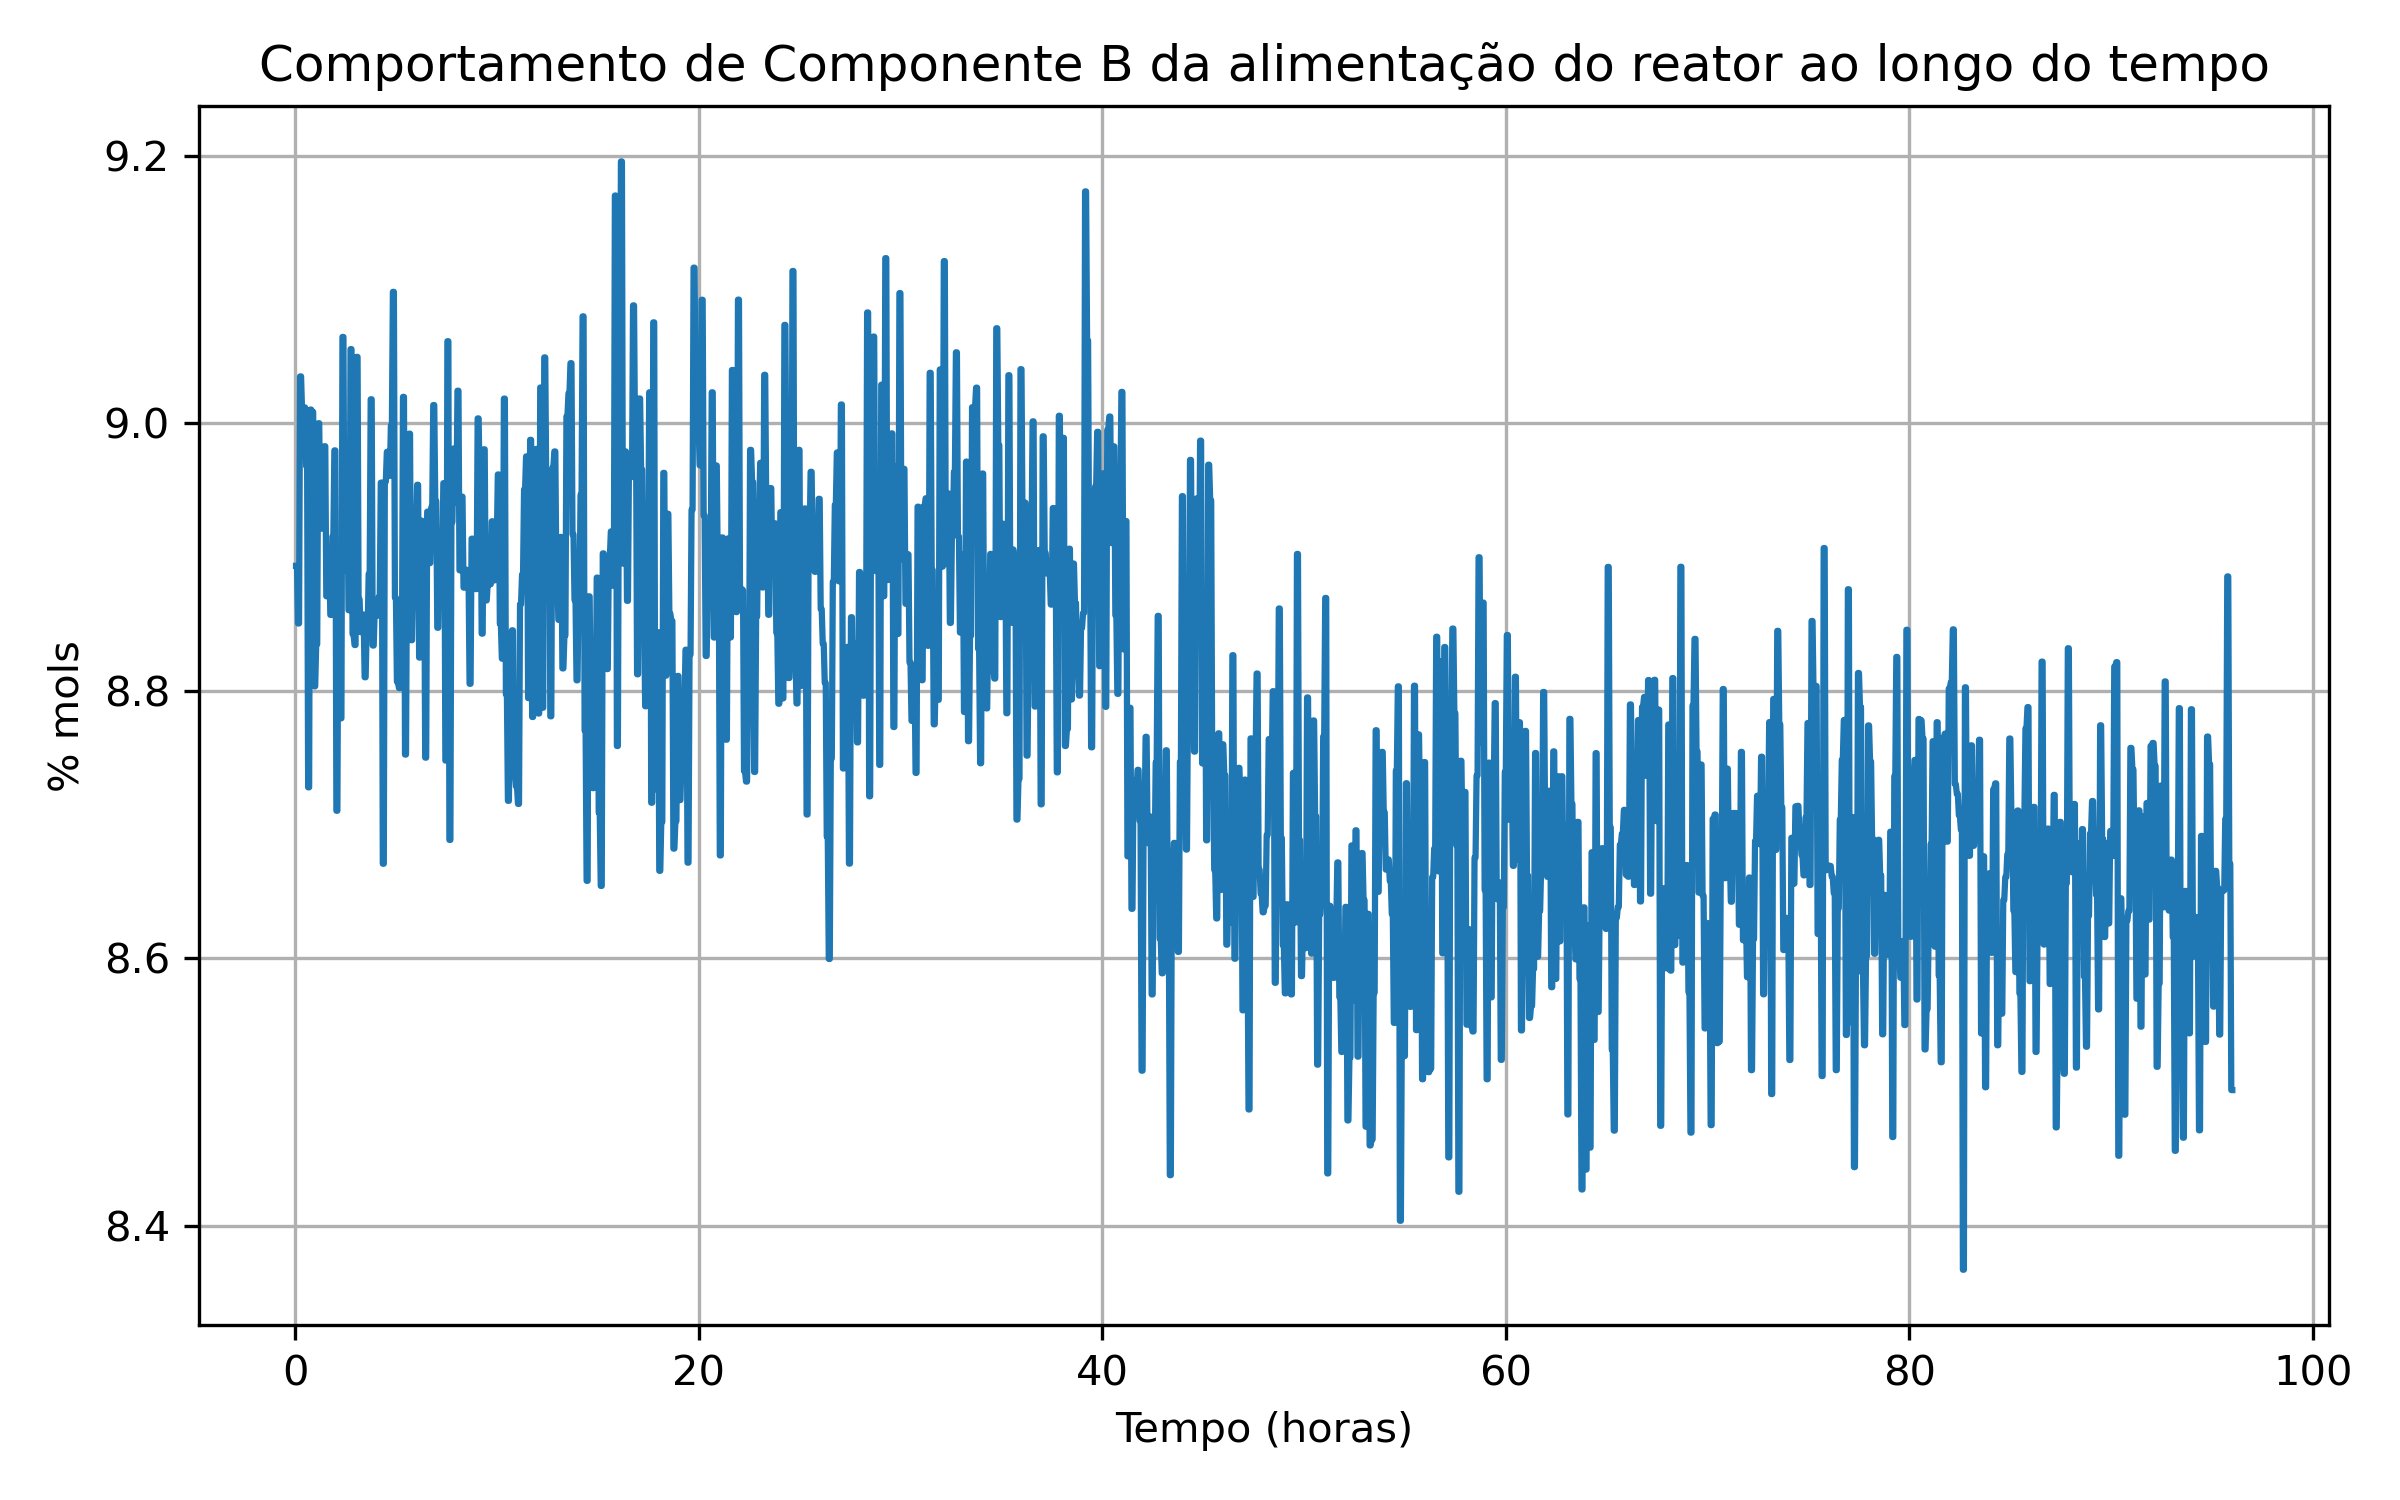 Comportamento de Componente B da alimentação do reator ao longo do tempo
9.2
9.0
8.8
8.6
8.4
% mols
0 20 40 60 80 100
Tempo (horas)